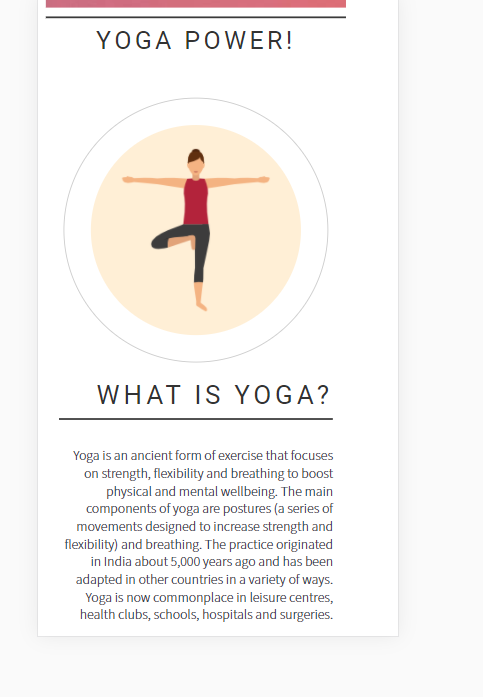 YOGA POWER!
WHAT IS YOGA?
Yoga is an ancient form of exercise that focuses
on strength, flexibility and breathing to boost
physical and mental wellbeing. The main
components of yoga are postures (a series of
movements designed to increase strength and
flexibility) and breathing. The practice originated
in India about 5,000 years ago and has been
adapted in other countries in a variety of ways.
Yoga is now commonplace in leisure centres,
health clubs, schools, hospitals and surgeries.